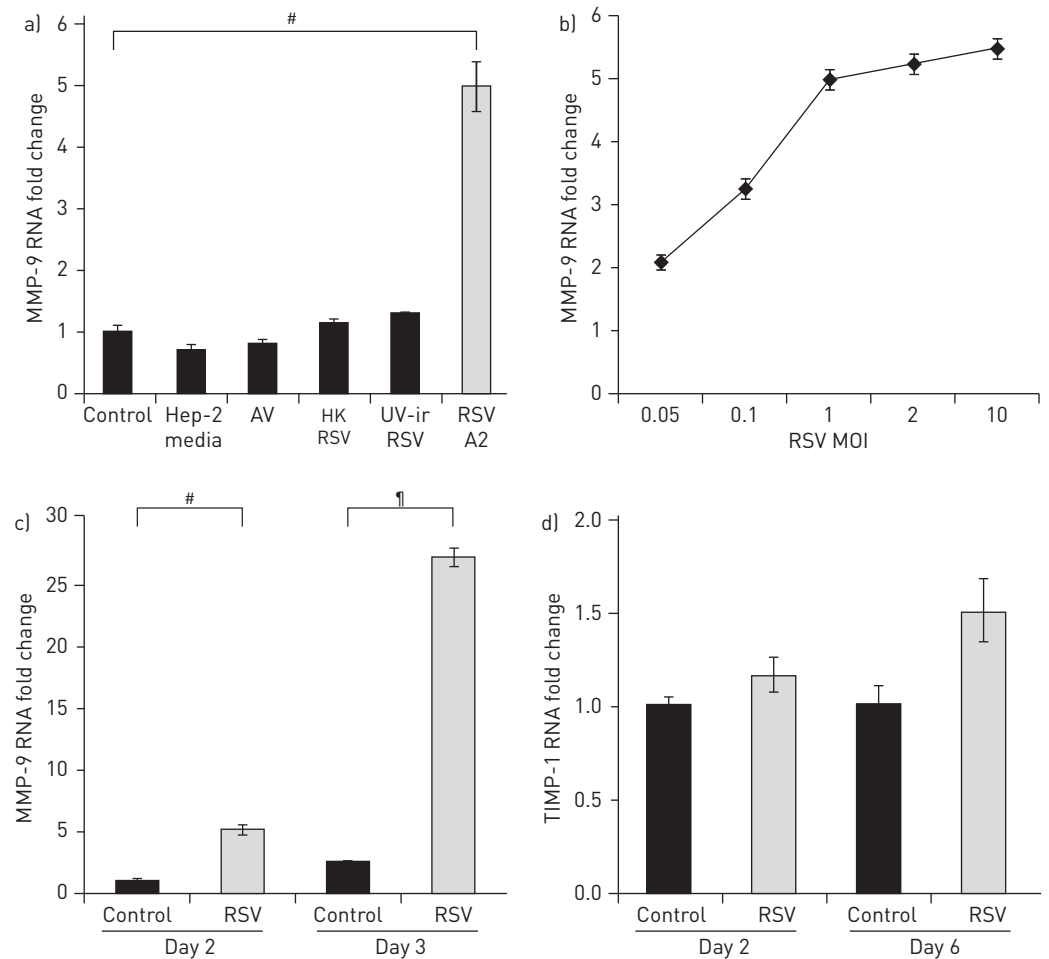 a)
#
MMP-9 RNA fold change
6
5
4
3
2
1
0
Control
Hep-2
media
AV
HK
RSV
UV-ir
RSV
RSV
A2
b)
MMP-9 RNA fold change
6
5
4
3
2
1
0
0.05
0.1
1
2
10
RSV MOI
c)
#
¶
MMP-9 RNA fold change
30
25
20
15
10
5
0
Control
RSV
Control
RSV
Day 2
Day 3
d)
TIMP-1 RNA fold change
2.0
1.5
1.0
0.5
0.0
Control
RSV
Control
RSV
Day 2
Day 6